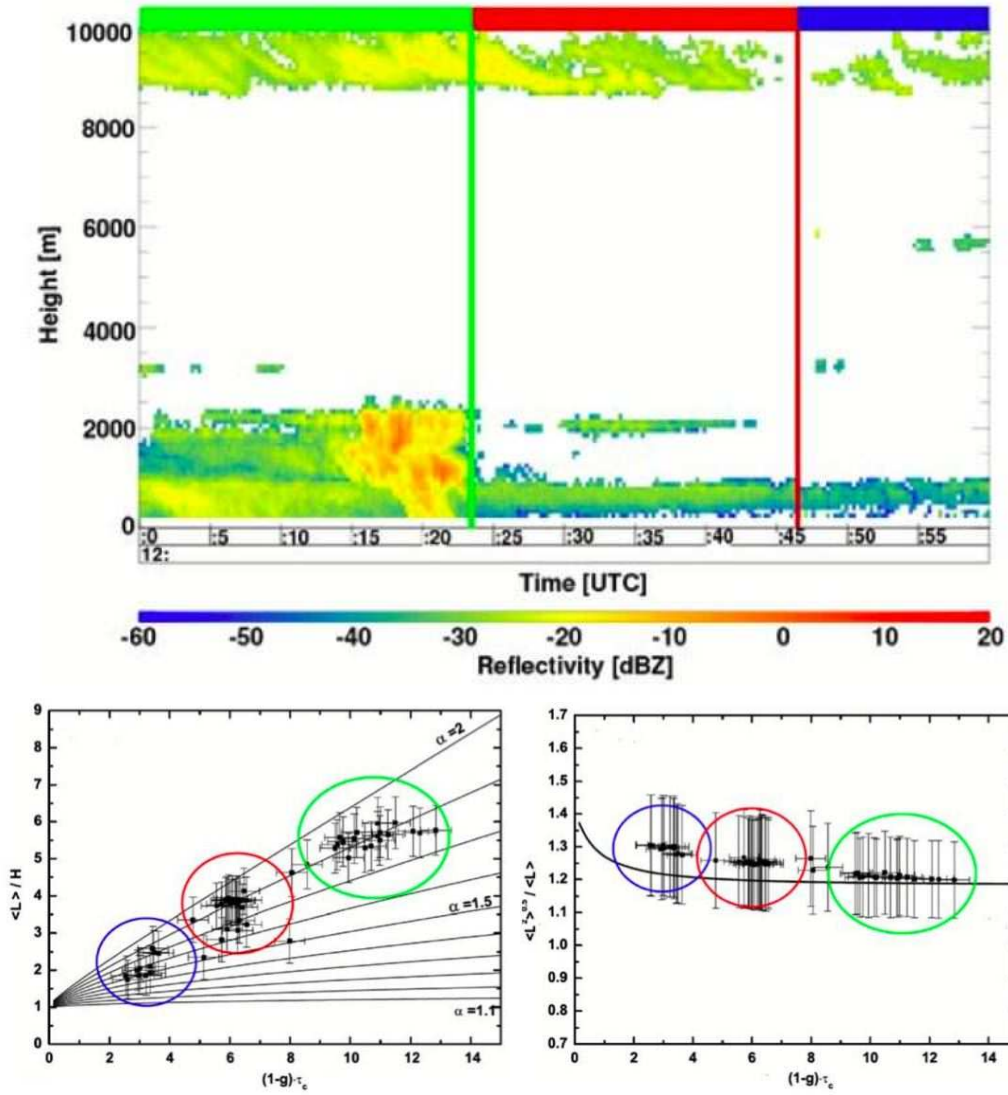 10000
8000
6000
4000
2000
0
Height [m]
:0 :5 :10 :15 :20 :25 :30 :35 :40 :45 :50 :55
12:
Time [UTC]
-60 -50 -40 -30 -20 -10 0 10 20
Reflectivity [dBZ]
9
8
7
6
5
4
3
2
1
0
<L> / H
α =2
α =1.5
α =1.1
0 2 4 6 8 10 12 14
(1-g)·τc
1.7
1.6
1.5
1.4
1.3
1.2
1.1
1.0
0.9
0.8
0.7
<L²>⁰·⁵ / <L>
0 2 4 6 8 10 12 14
(1-g)·τc